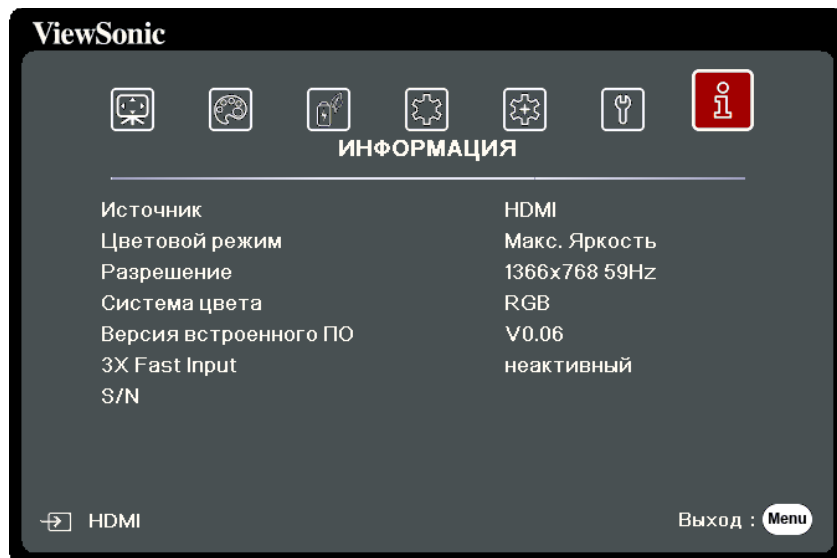 ViewSonic
ИНФОРМАЦИЯ
Источник HDMI
Цветовой режим Макс. Яркость
Разрешение 1366x768 59Hz
Система цвета RGB
Версия встроенного ПО V0.06
3X Fast Input неактивный
S/N
HDMI Выход : Menu